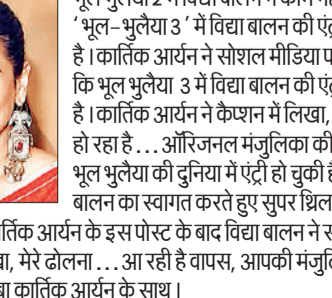 ' भूल-भुलैया 3 ' में विद्या बालन की एंट्
है। कार्तिक आर्यन ने सोशल मीडिया प
कि भूल भुलैया 3 में विद्या बालन की एंट्
है। कार्तिक आर्यन ने कैप्शन में लिखा,
हो रहा है... ऑरिजनल मंजुलिका की
भूल भुलैया की दुनिया में एंट्री हो चुकी है
बालन का स्वागत करते हुए सुपर थ्रिल
र्तिक आर्यन के इस पोस्ट के बाद विद्या बालन ने स
खा, मेरे ढोलना...आ रही है वापस, आपकी मंजुलि
बा कार्तिक आर्यन के साथ।